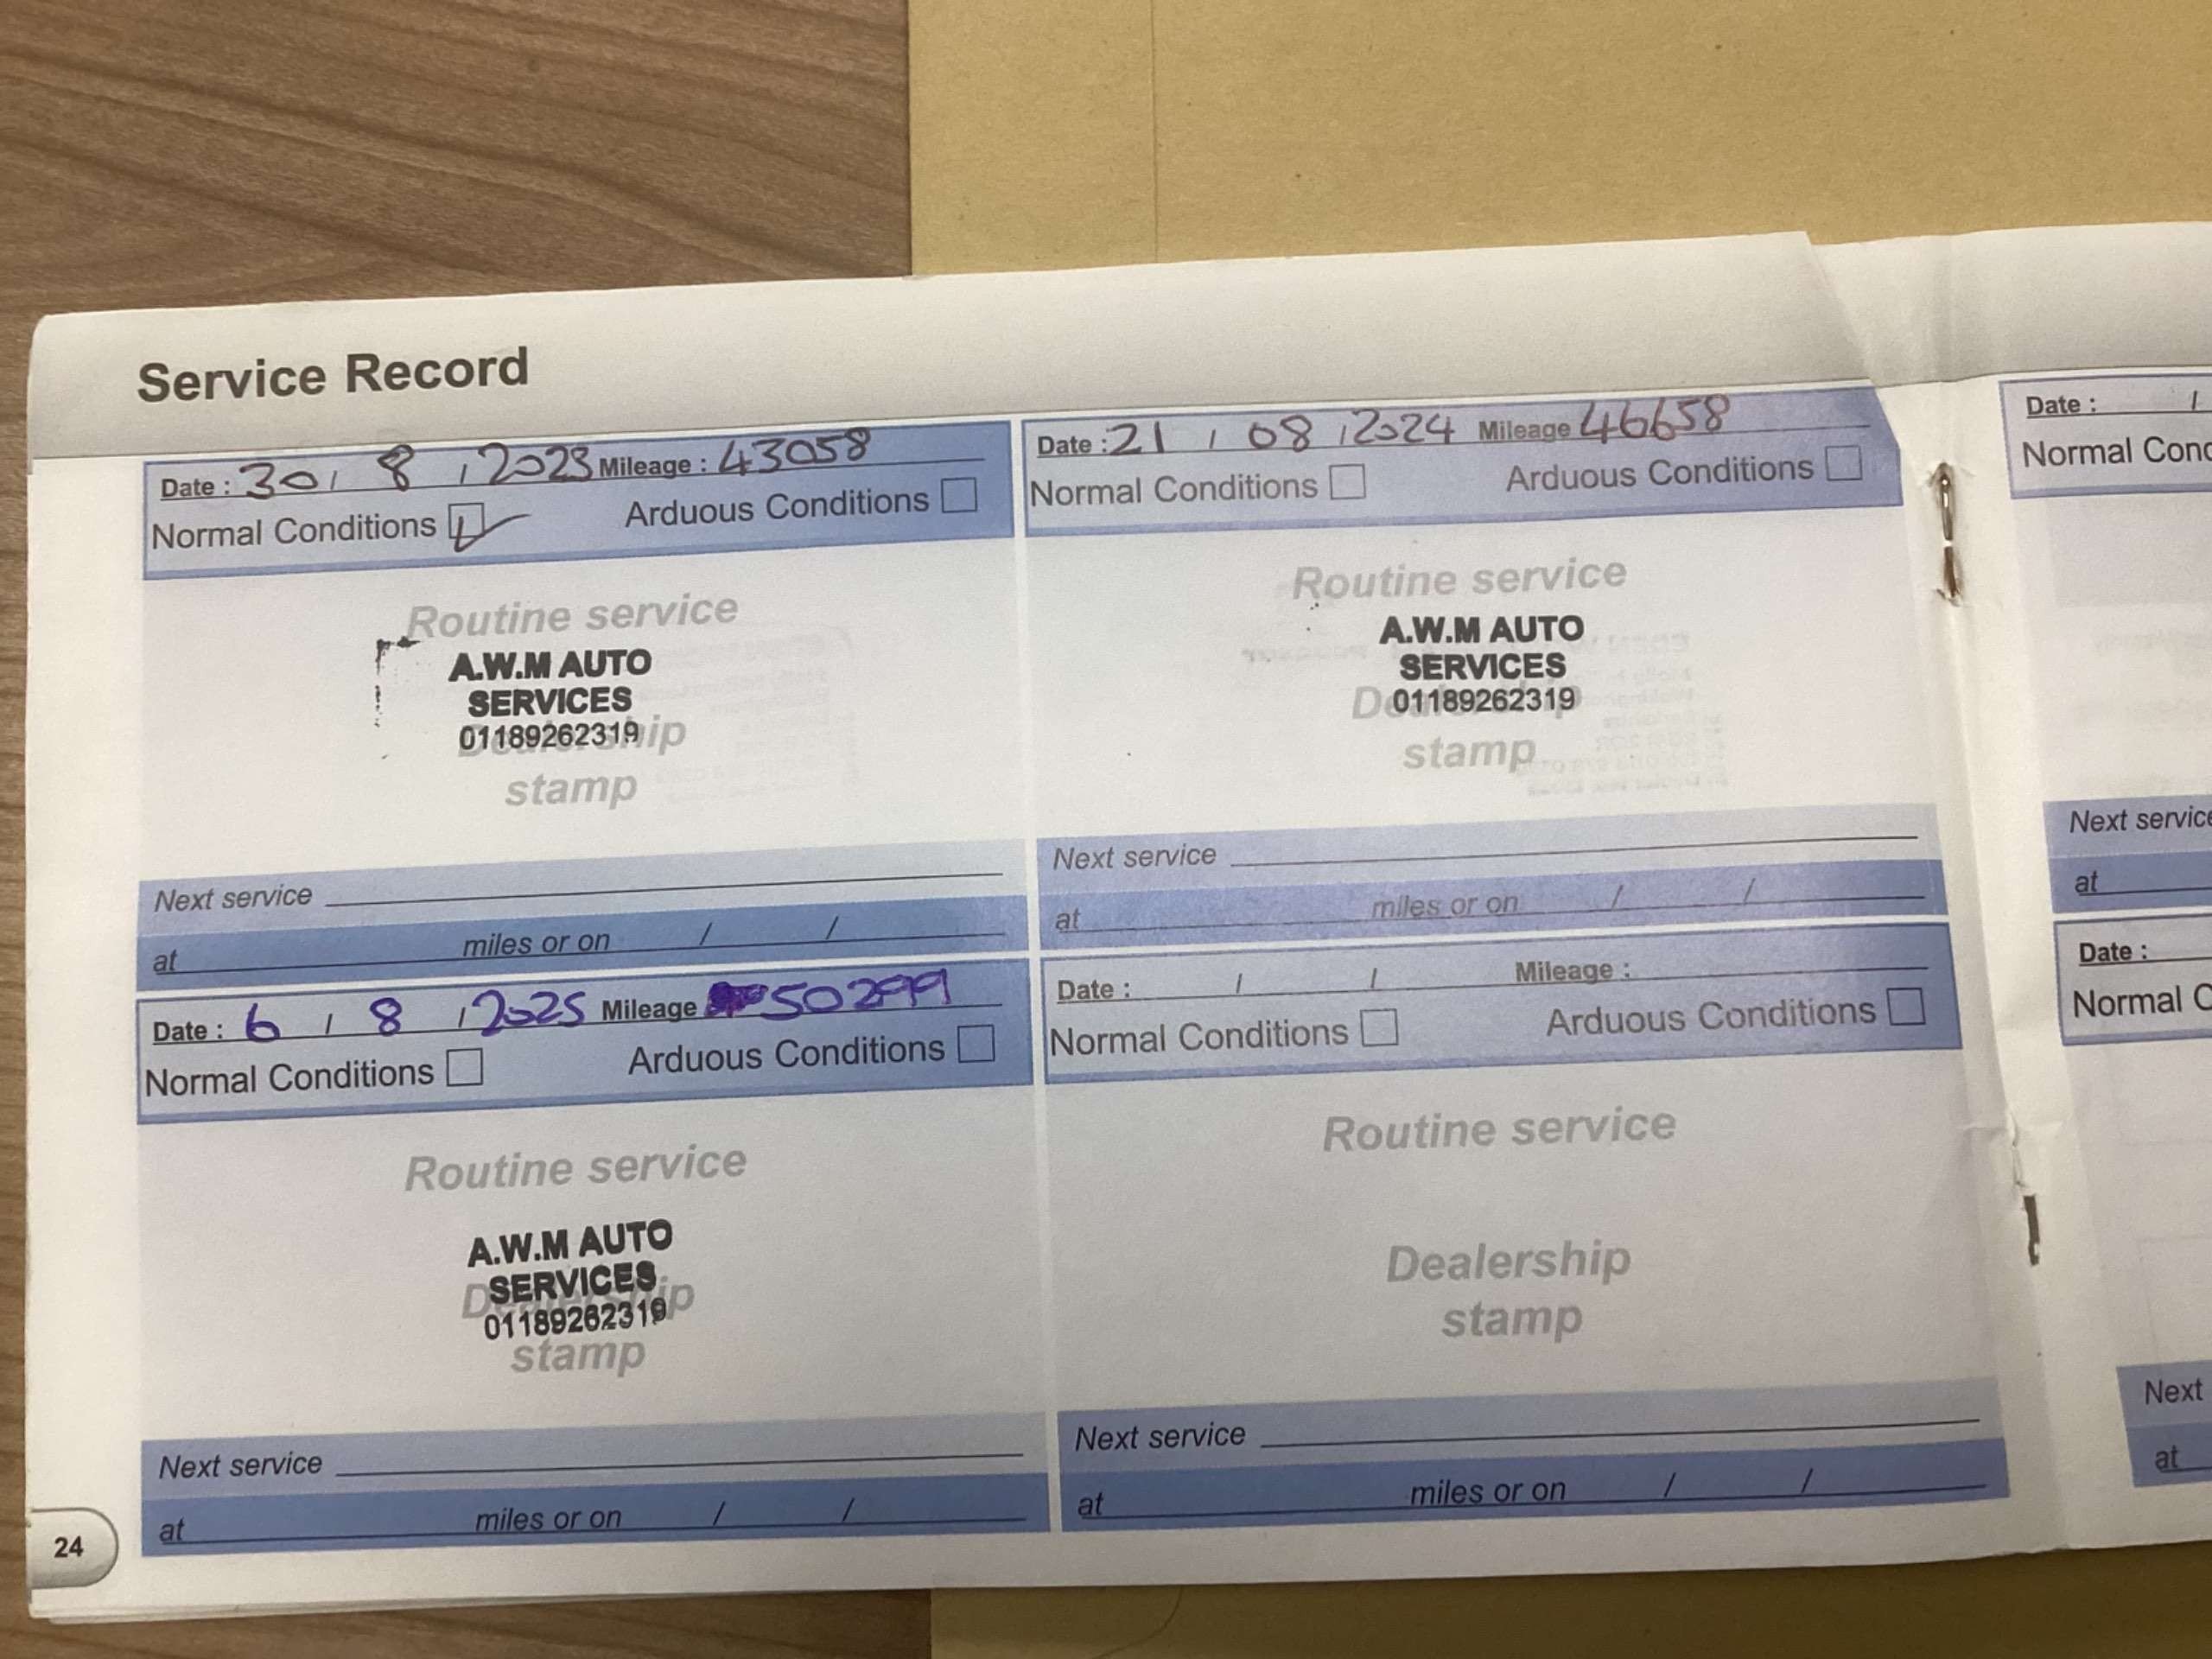 Service Record
Date : 30 / 8 / 2023 Mileage : 43058
Normal Conditions Arduous Conditions
Routine service
A.W.M AUTO
SERVICES
01189262319
stamp
Next service
at miles or on / /
Date : 21 / 08 / 2024 Mileage 46658
Normal Conditions Arduous Conditions
Routine service
A.W.M AUTO
SERVICES
01189262319
stamp
Next service
at miles or on / /
Date : 6 / 8 / 2025 Mileage 50299
Normal Conditions Arduous Conditions
Routine service
A.W.M AUTO
SERVICES
01189262319
stamp
Next service
at miles or on / /
Date : / / Mileage :
Normal Conditions Arduous Conditions
Routine service
Dealership
stamp
Next service
at miles or on / /
24
Date : /
Normal Cond
Next service
at
Date :
Normal C
Next
at